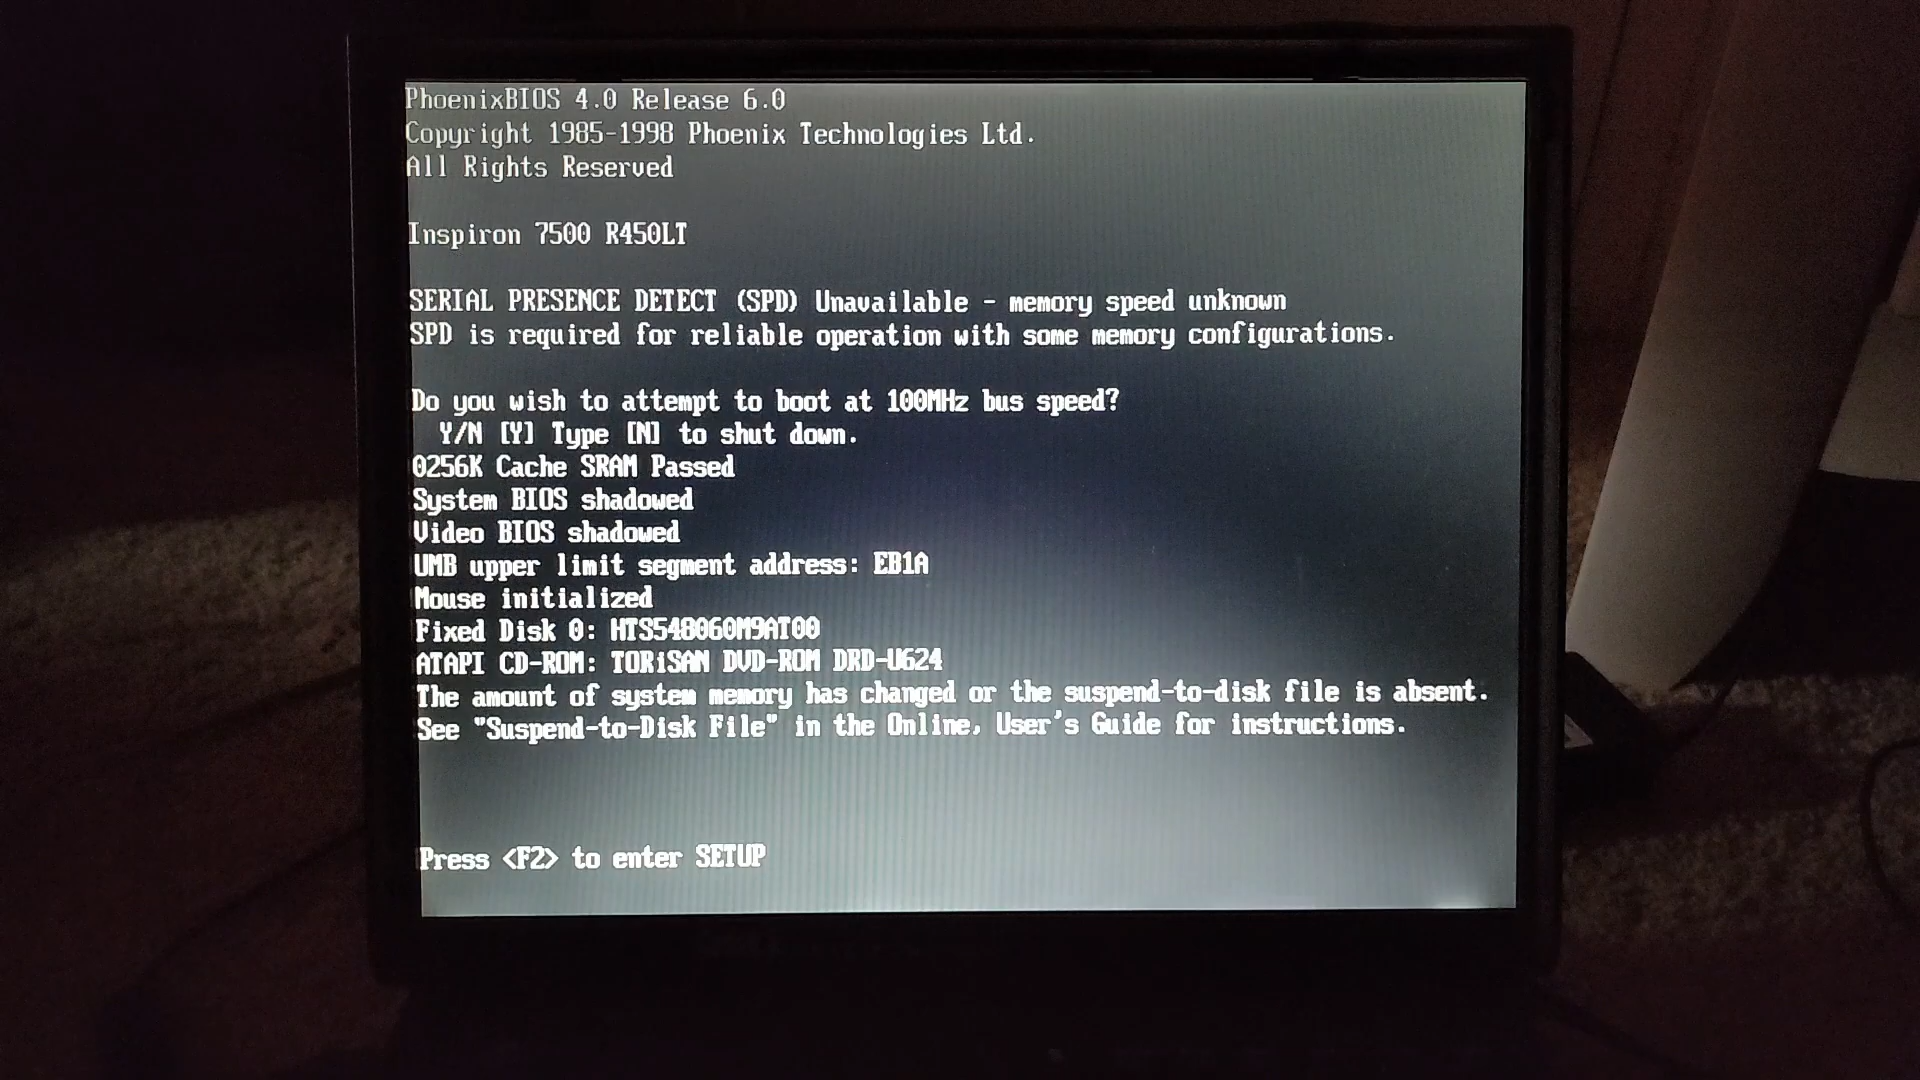 PhoenixBIOS 4.0 Release 6.0
Copyright 1985-1998 Phoenix Technologies Ltd.
All Rights Reserved
Inspiron 7500 R450LT
SERIAL PRESENCE DETECT (SPD) Unavailable - memory speed unknown
SPD is required for reliable operation with some memory configurations.
Do you wish to attempt to boot at 100MHz bus speed?
Y/N [Y] Type [N] to shut down.
0256K Cache SRAM Passed
System BIOS shadowed
Video BIOS shadowed
UMB upper limit segment address: EB1A
Mouse initialized
Fixed Disk 0: HTS548060M9AT00
ATAPI CD-ROM: TORiSAN DVD-ROM DRD-U624
The amount of system memory has changed or the suspend-to-disk file is absent.
See "Suspend-to-Disk File" in the Online, User's Guide for instructions.
Press <F2> to enter SETUP